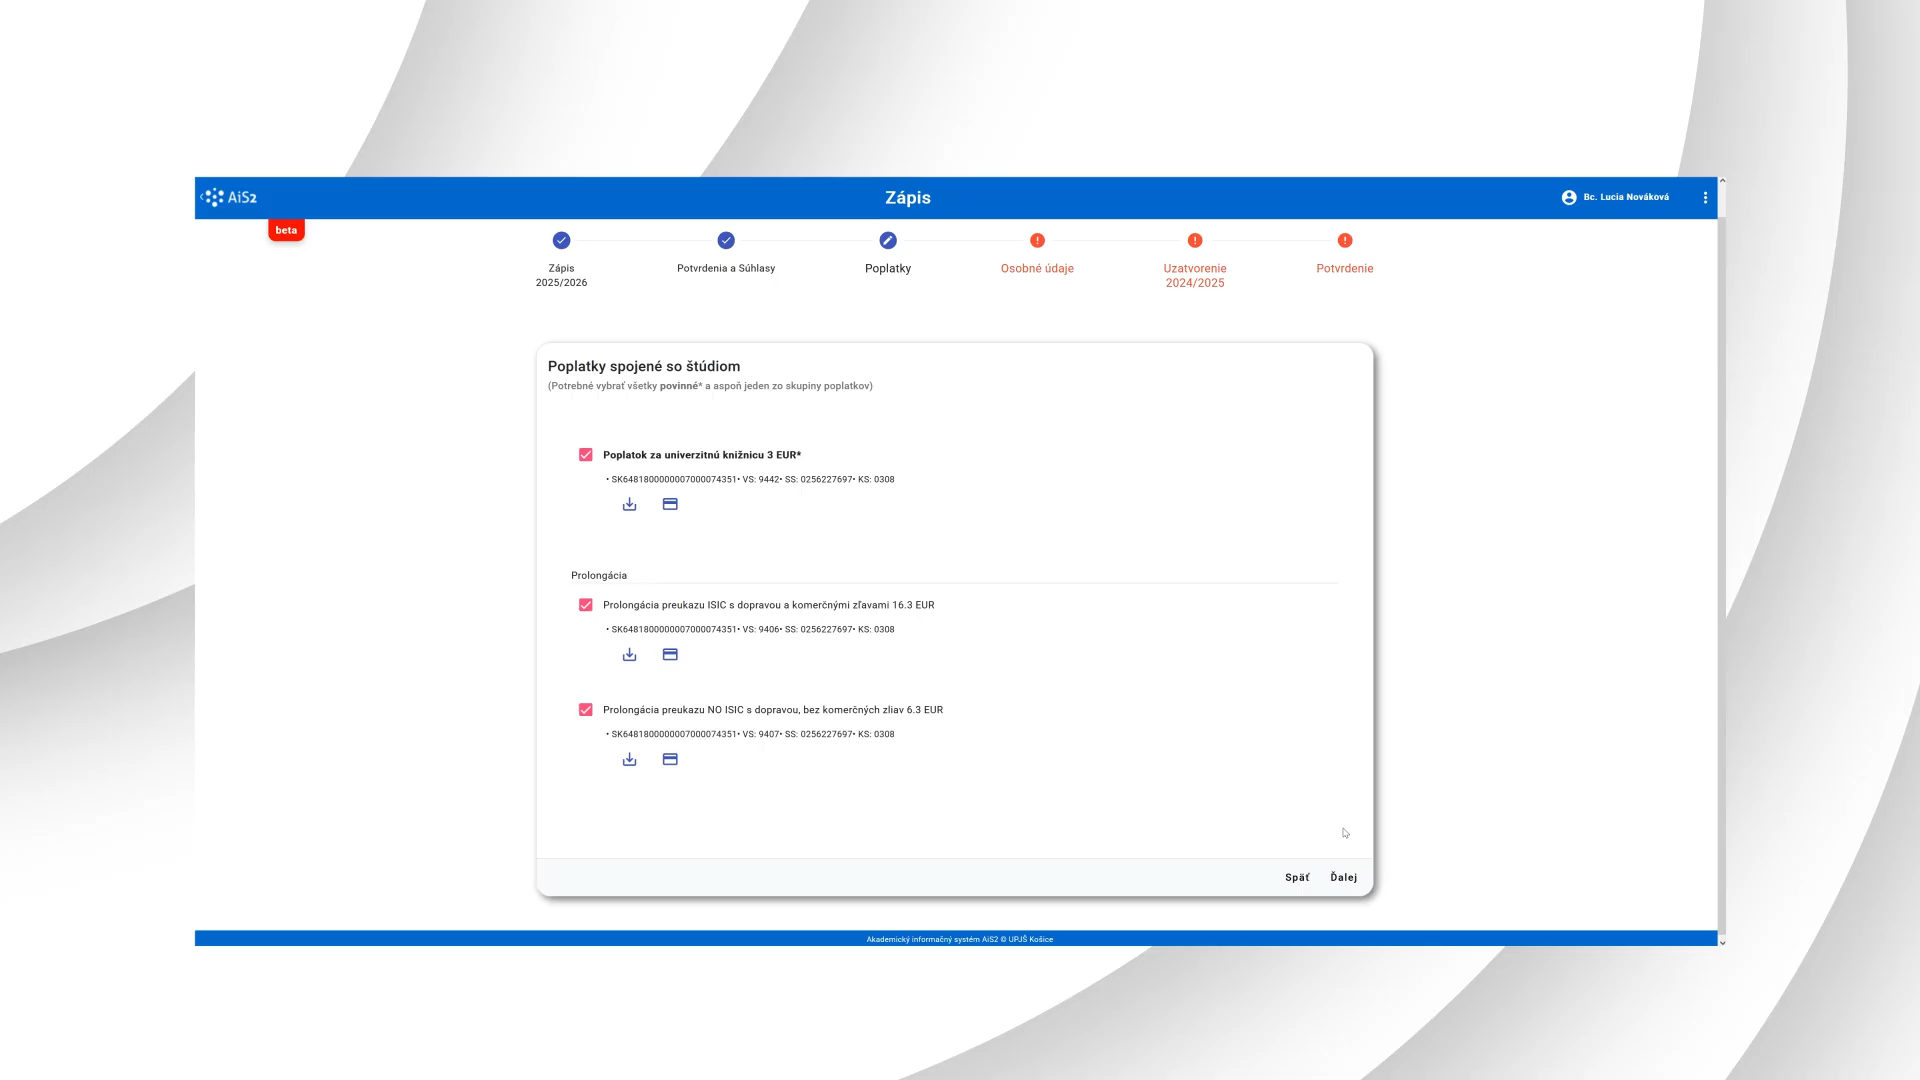 AiS2
Zápis
Bc. Lucia Nováková
beta
Zápis
2025/2026
Potvrdenia a Súhlasy
Poplatky
Osobné údaje
Uzatvorenie
2024/2025
Potvrdenie
Poplatky spojené so štúdiom
(Potrebné vybrať všetky povinné* a aspoň jeden zo skupiny poplatkov)
Poplatok za univerzitnú knižnicu 3 EUR*
• SK6481800000007000074351• VS: 9442• SS: 0256227697• KS: 0308
Prolongácia
Prolongácia preukazu ISIC s dopravou a komerčnými zľavami 16.3 EUR
• SK6481800000007000074351• VS: 9406• SS: 0256227697• KS: 0308
Prolongácia preukazu NO ISIC s dopravou, bez komerčných zliav 6.3 EUR
• SK6481800000007000074351• VS: 9407• SS: 0256227697• KS: 0308
Späť
Ďalej
Akademický informačný systém AiS2 © UPJŠ Košice